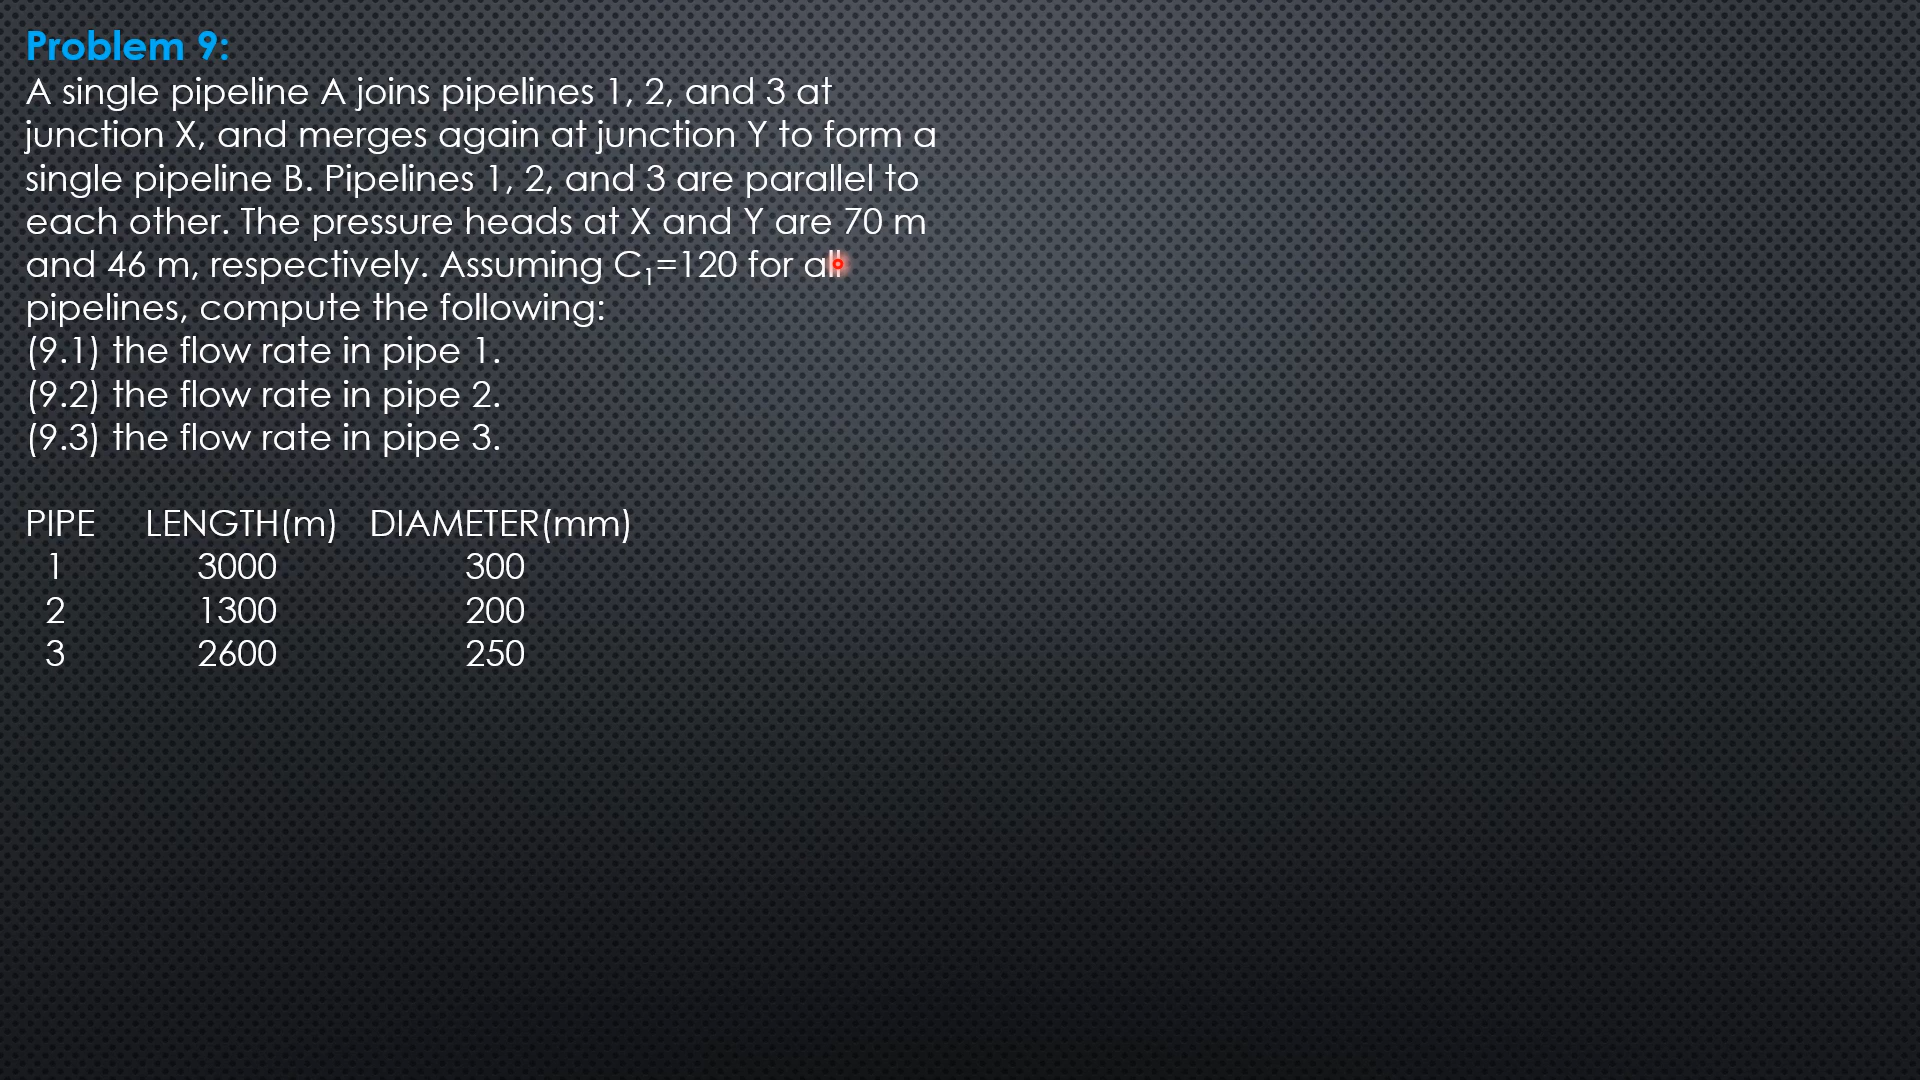 Problem 9:
A single pipeline A joins pipelines 1, 2, and 3 at
junction X, and merges again at junction Y to form a
single pipeline B. Pipelines 1, 2, and 3 are parallel to
each other. The pressure heads at X and Y are 70 m
and 46 m, respectively. Assuming C₁=120 for all
pipelines, compute the following:
(9.1) the flow rate in pipe 1.
(9.2) the flow rate in pipe 2.
(9.3) the flow rate in pipe 3.
PIPE LENGTH(m) DIAMETER(mm)
1 3000 300
2 1300 200
3 2600 250